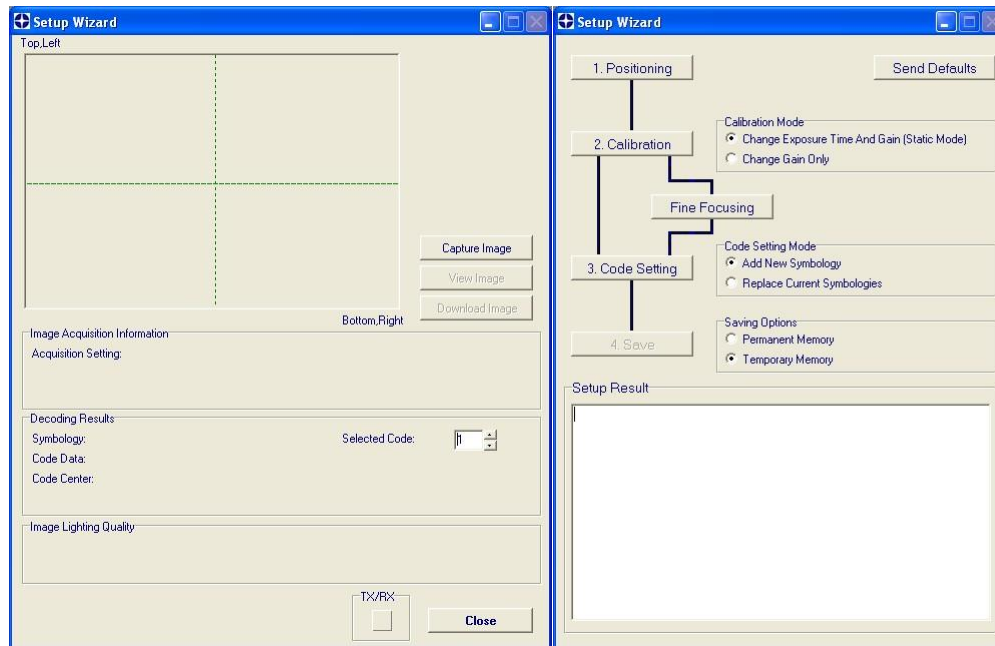 Setup Wizard
Top,Left
Capture Image
View Image
Download Image
Bottom,Right
Image Acquisition Information
Acquisition Setting:
Decoding Results
Symbology:
Selected Code: 1
Code Data:
Code Center:
Image Lighting Quality
TX/RX
Close
Setup Wizard
1. Positioning
Send Defaults
2. Calibration
Calibration Mode
Change Exposure Time And Gain (Static Mode)
Change Gain Only
Fine Focusing
3. Code Setting
Code Setting Mode
Add New Symbology
Replace Current Symbologies
4. Save
Saving Options
Permanent Memory
Temporary Memory
Setup Result